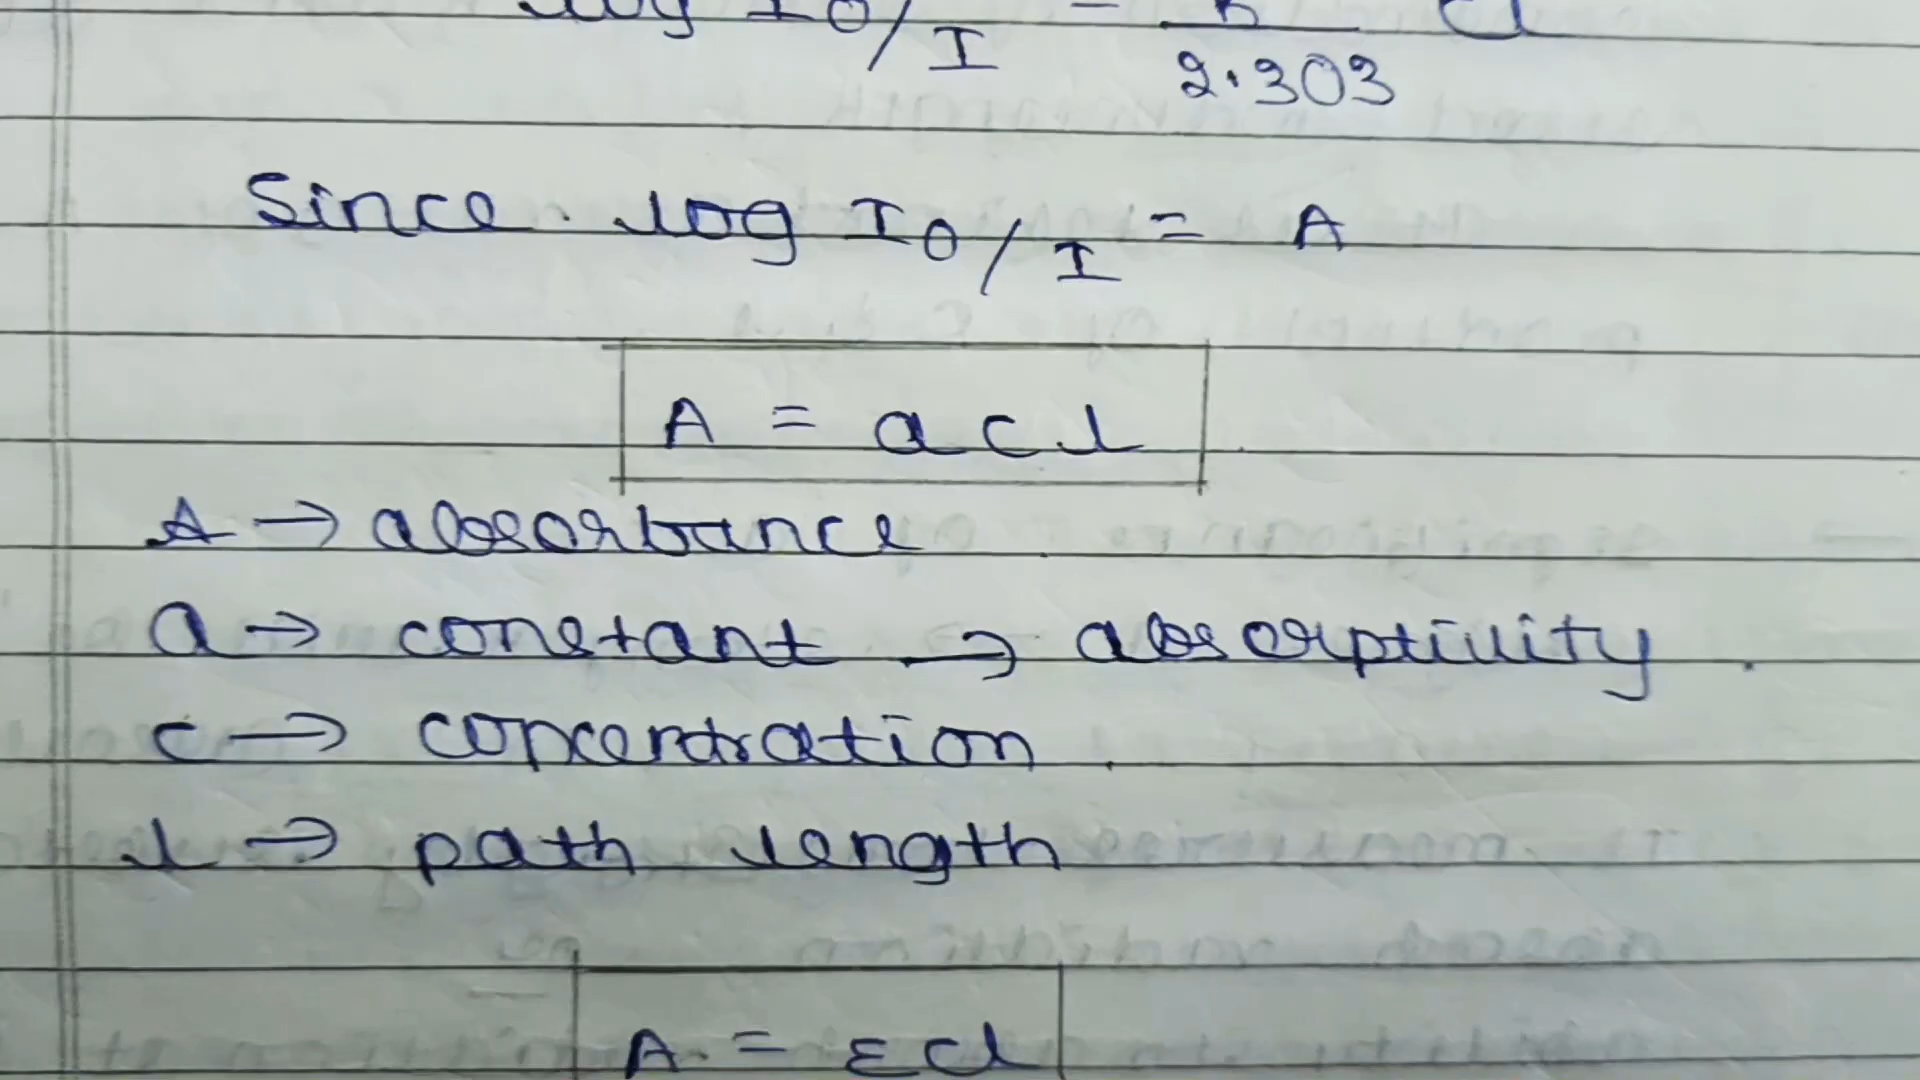 log I0/I = K/2.303 cl
Since log I0/I = A
A = acl
A → absorbance
a → constant → absorptivity.
c → concentration.
l → path length
A = εcl